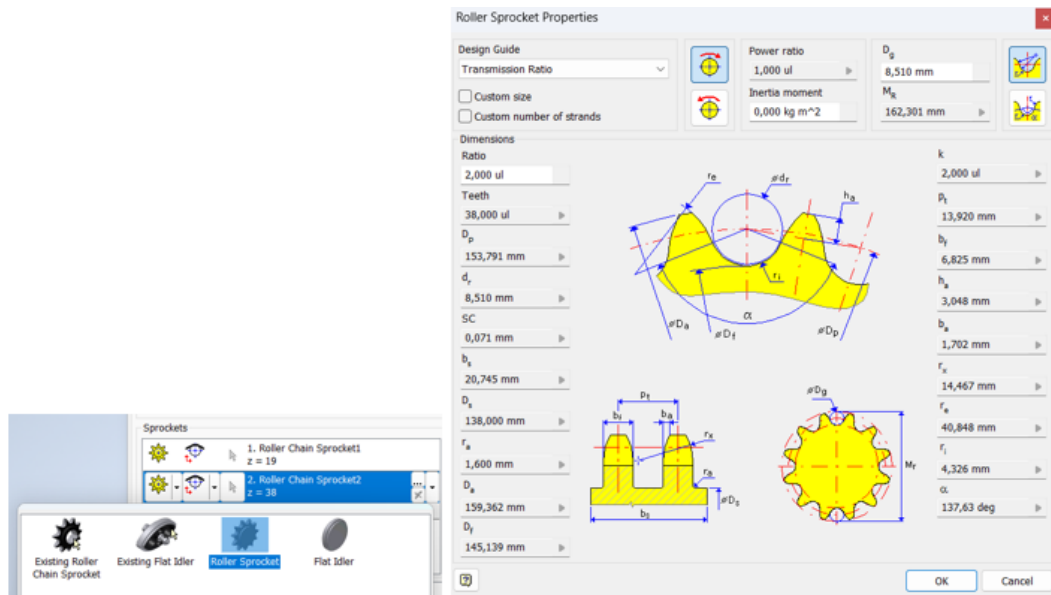 Sprockets
1. Roller Chain Sprocket1
z = 19
2. Roller Chain Sprocket2
z = 38
Existing Roller
Chain Sprocket
Existing Flat Idler
Roller Sprocket
Flat Idler
Roller Sprocket Properties
Design Guide
Transmission Ratio
Custom size
Custom number of strands
Power ratio
1,000 ul
Inertia moment
0,000 kg m^2
Dg
8,510 mm
MR
162,301 mm
Dimensions
Ratio
2,000 ul
Teeth
38,000 ul
Dp
153,791 mm
dr
8,510 mm
SC
0,071 mm
bs
20,745 mm
Ds
138,000 mm
ra
1,600 mm
Da
159,362 mm
Df
145,139 mm
re
ødr
ha
ri
α
øDa
øDf
øDp
pt
bf
ba
rx
ra
øDs
bs
øDg
Mr
k
2,000 ul
pt
13,920 mm
bf
6,825 mm
ha
3,048 mm
ba
1,702 mm
rx
14,467 mm
re
40,848 mm
ri
4,326 mm
α
137,63 deg
OK
Cancel